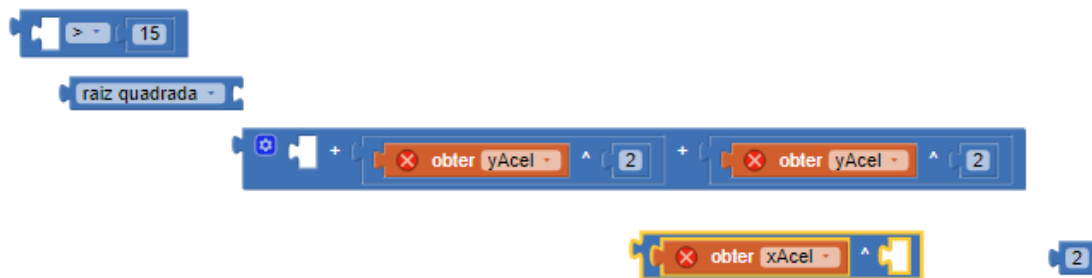 > 15
raiz quadrada
+ obter yAcel ^ 2 + obter yAcel ^ 2
obter xAcel ^ 2